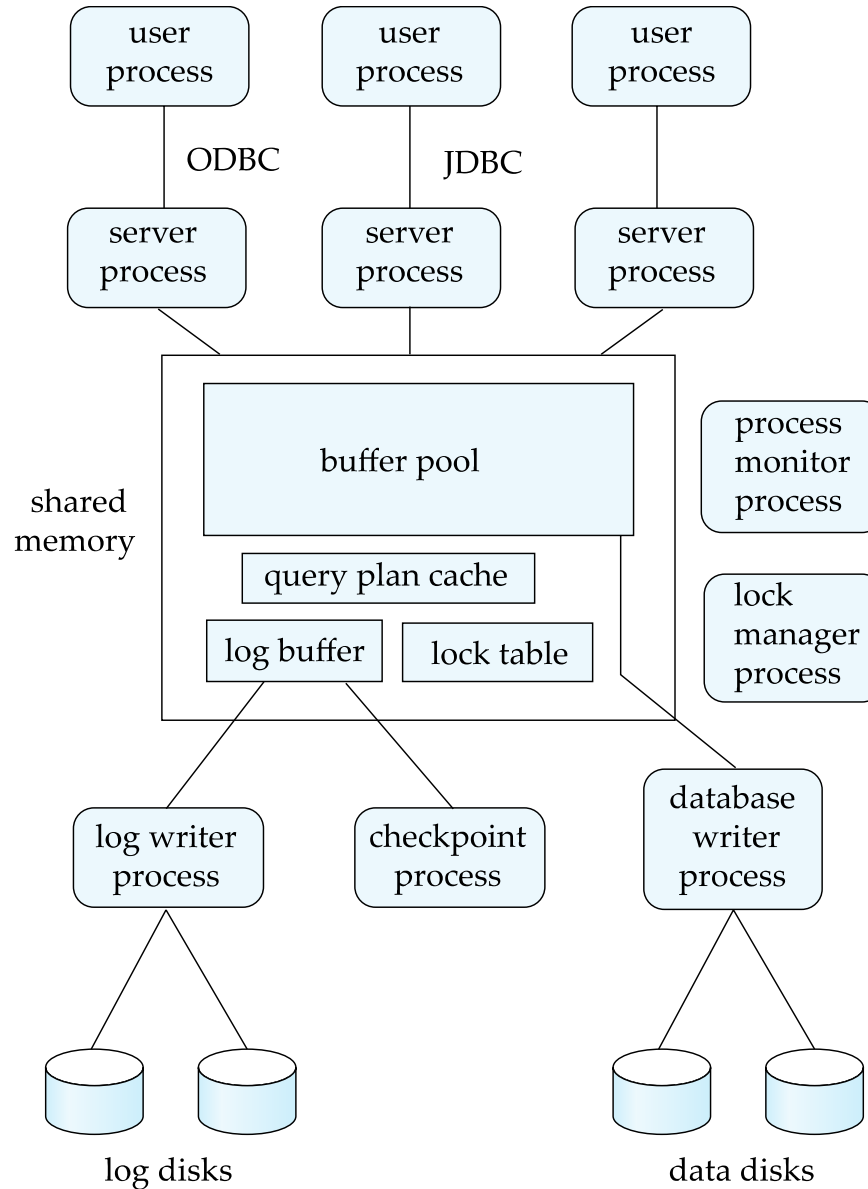 user
process
user
process
user
process
ODBC
JDBC
server
process
server
process
server
process
shared
memory
buffer pool
query plan cache
log buffer
lock table
process
monitor
process
lock
manager
process
log writer
process
checkpoint
process
database
writer
process
log disks
data disks